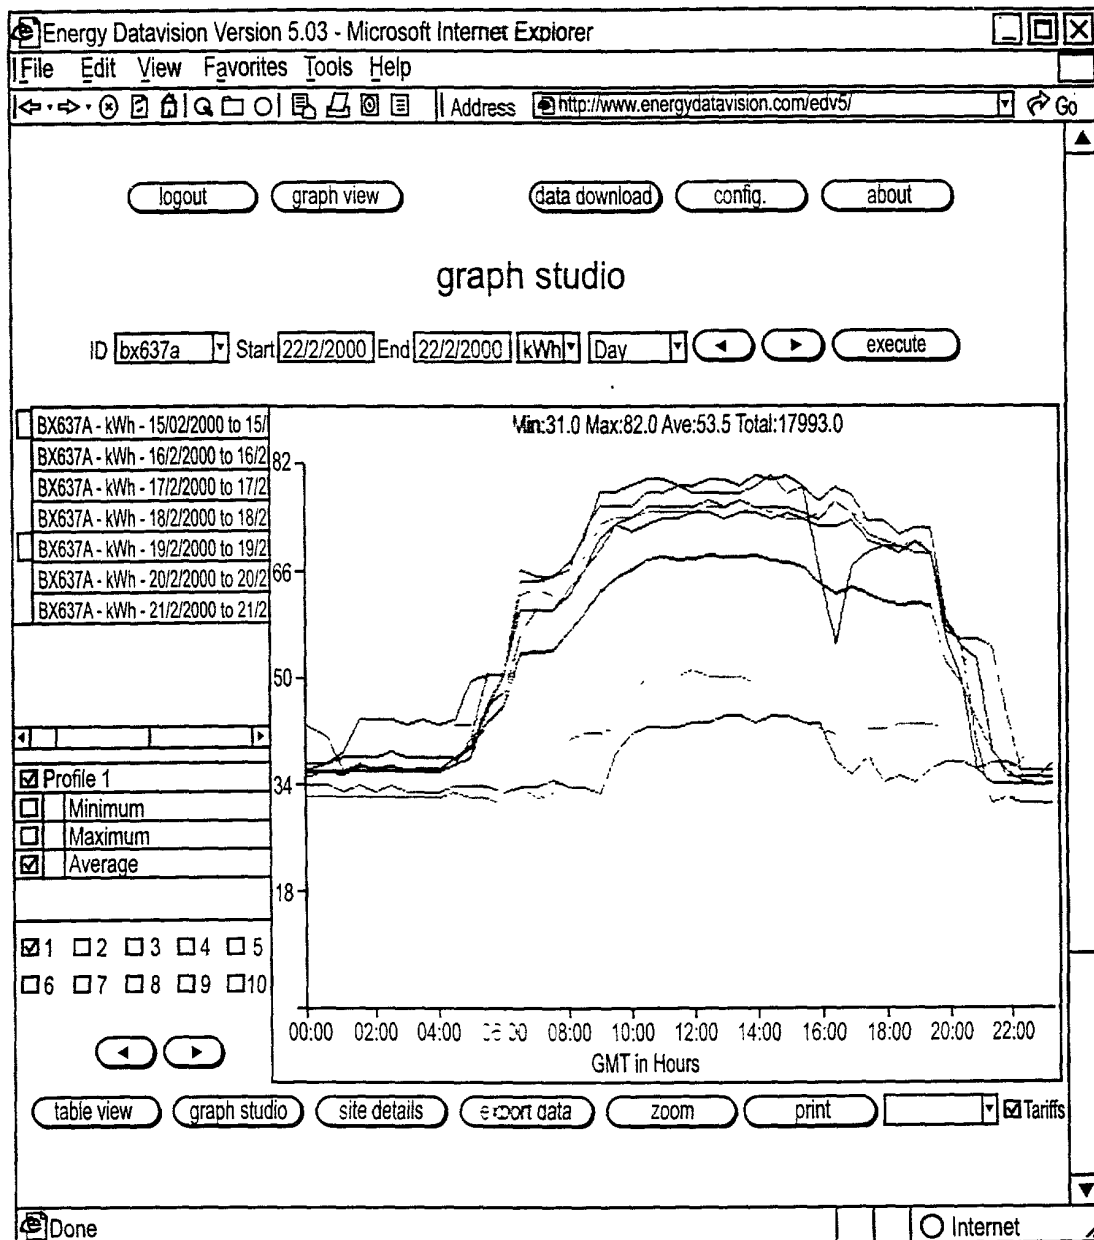 Energy Datavision Version 5.03 - Microsoft Internet Explorer
File Edit View Favorites Tools Help
Address http://www.energydatavision.com/edv5/ Go
logout graph view data download config. about
graph studio
ID bx637a Start 22/2/2000 End 22/2/2000 kWh Day execute
Min:31.0 Max:82.0 Ave:53.5 Total:17993.0
BX637A - kWh - 15/02/2000 to 15/
BX637A - kWh - 16/2/2000 to 16/2
BX637A - kWh - 17/2/2000 to 17/2
BX637A - kWh - 18/2/2000 to 18/2
BX637A - kWh - 19/2/2000 to 19/2
BX637A - kWh - 20/2/2000 to 20/2
BX637A - kWh - 21/2/2000 to 21/2
82
66
50
34
18
Profile 1
Minimum
Maximum
Average
1 2 3 4 5
6 7 8 9 10
00:00 02:00 04:00 08:00 10:00 12:00 14:00 16:00 18:00 20:00 22:00
GMT in Hours
table view graph studio site details export data zoom print Tariffs
Done Internet